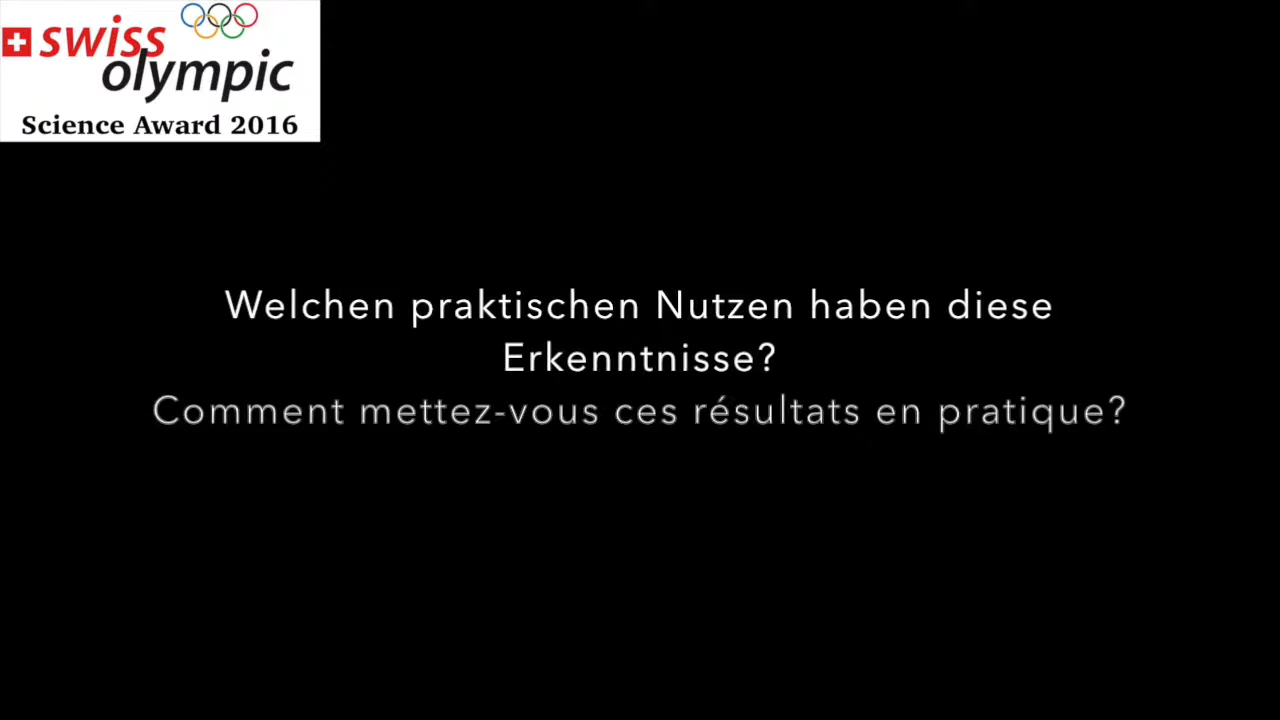 swiss
olympic
Science Award 2016
Welchen praktischen Nutzen haben diese
Erkenntnisse?
Comment mettez-vous ces résultats en pratique?